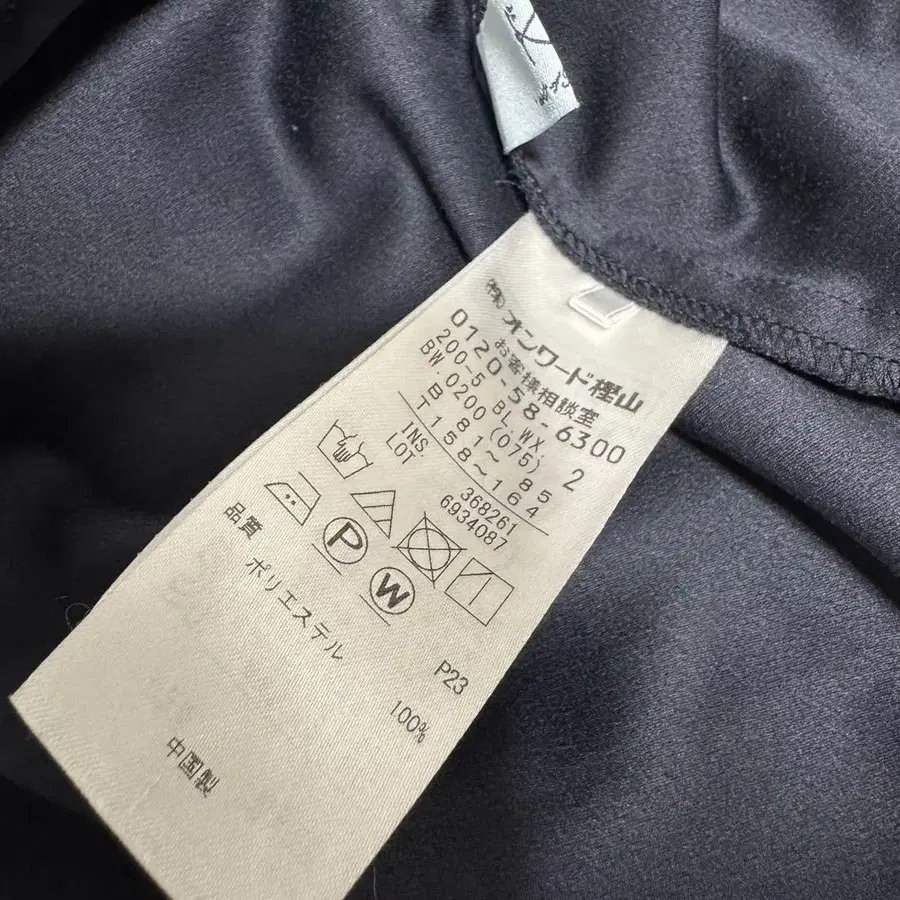 ㈱オンワード樫山
お客様相談室
0120-58-6300
200-5 BL.WX. 2
BW.0200(075)
B 81～ 85
T158～164
INS 368261
LOT 6934087
P W
P23
品質 ポリエステル 100%
中国製